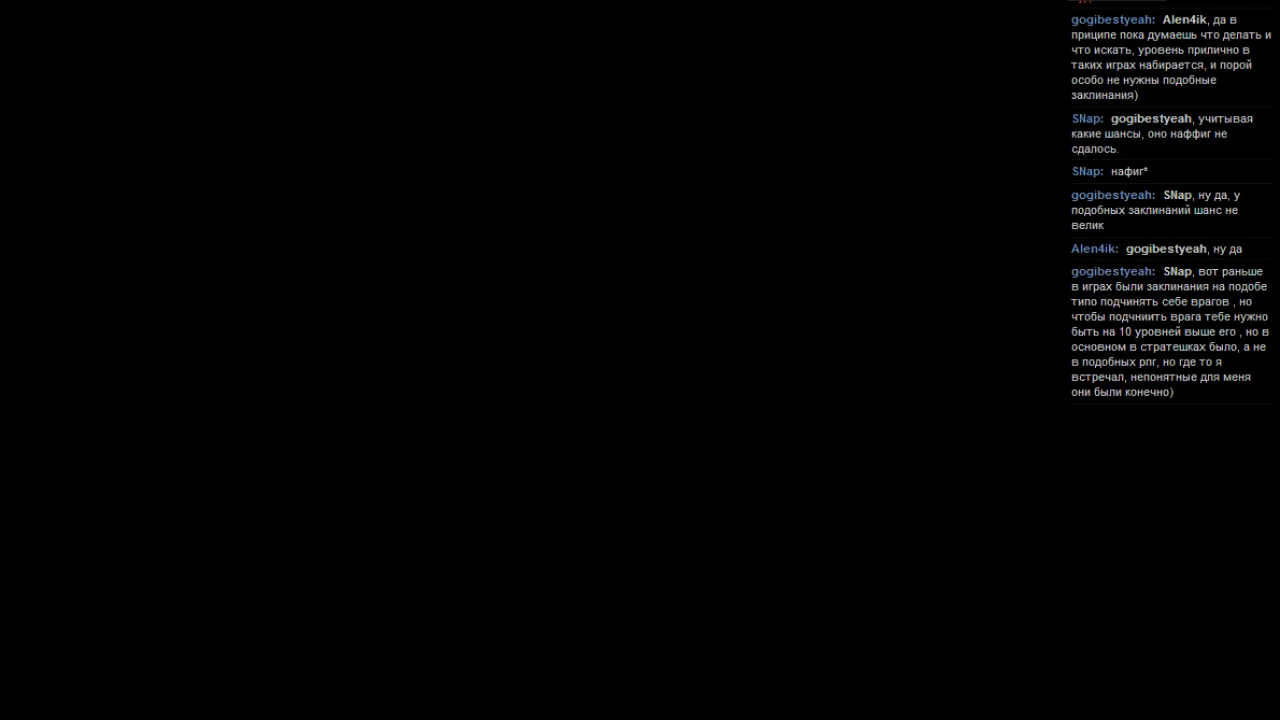 gogibestyeah: Alen4ik, да в
приципе пока думаешь что делать и
что искать, уровень прилично в
таких играх набирается, и порой
особо не нужны подобные
заклинания)
SNap: gogibestyeah, учитывая
какие шансы, оно наффиг не
сдалось.
SNap: нафиг*
gogibestyeah: SNap, ну да, у
подобных заклинаний шанс не
велик
Alen4ik: gogibestyeah, ну да
gogibestyeah: SNap, вот раньше
в играх были заклинания на подобе
типо подчинять себе врагов , но
чтобы подчниить врага тебе нужно
быть на 10 уровней выше его , но в
основном в стратешках было, а не
в подобных рпг, но где то я
встречал, непонятные для меня
они были конечно)